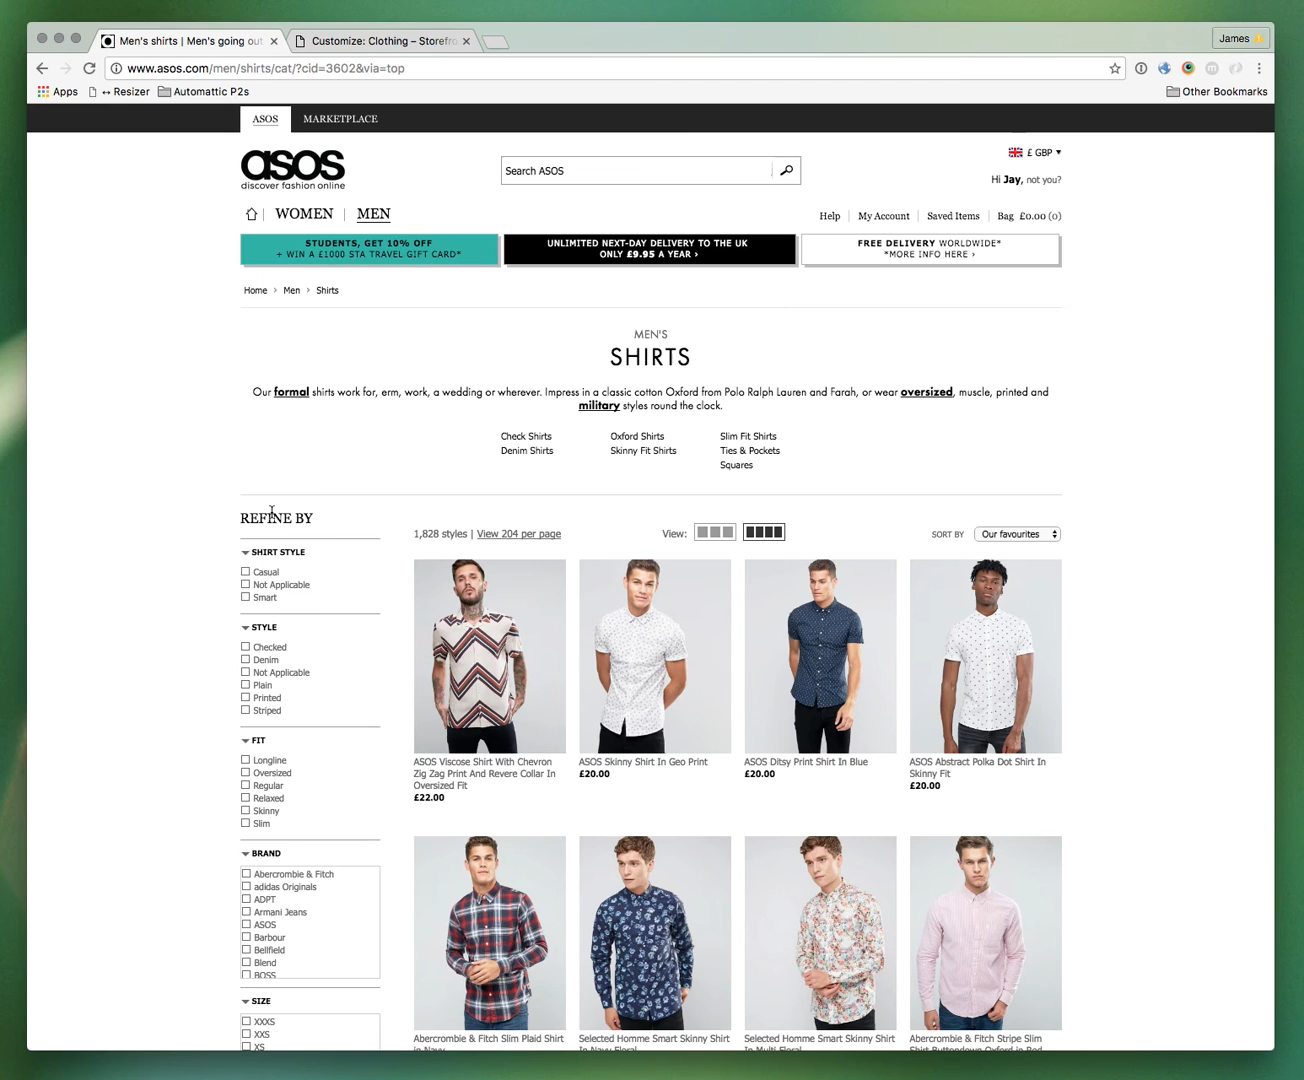 Men's shirts | Men's going out
Customize: Clothing – Storefro
James
www.asos.com/men/shirts/cat/?cid=3602&via=top
Apps
↔ Resizer
Automattic P2s
Other Bookmarks
ASOS
MARKETPLACE
asos
discover fashion online
Search ASOS
£ GBP
Hi Jay, not you?
WOMEN
MEN
Help
My Account
Saved Items
Bag £0.00 (0)
STUDENTS, GET 10% OFF
+ WIN A £1000 STA TRAVEL GIFT CARD*
UNLIMITED NEXT-DAY DELIVERY TO THE UK
ONLY £9.95 A YEAR ›
FREE DELIVERY WORLDWIDE*
*MORE INFO HERE ›
Home › Men › Shirts
MEN'S
SHIRTS
Our formal shirts work for, erm, work, a wedding or wherever. Impress in a classic cotton Oxford from Polo Ralph Lauren and Farah, or wear oversized, muscle, printed and
military styles round the clock.
Check Shirts
Denim Shirts
Oxford Shirts
Skinny Fit Shirts
Slim Fit Shirts
Ties & Pockets
Squares
REFINE BY
SHIRT STYLE
Casual
Not Applicable
Smart
STYLE
Checked
Denim
Not Applicable
Plain
Printed
Striped
FIT
Longline
Oversized
Regular
Relaxed
Skinny
Slim
BRAND
Abercrombie & Fitch
adidas Originals
ADPT
Armani Jeans
ASOS
Barbour
Bellfield
Blend
BOSS
SIZE
XXXS
XXS
XS
1,828 styles | View 204 per page
View:
SORT BY
Our favourites
ASOS Viscose Shirt With Chevron
Zig Zag Print And Revere Collar In
Oversized Fit
£22.00
ASOS Skinny Shirt In Geo Print
£20.00
ASOS Ditsy Print Shirt In Blue
£20.00
ASOS Abstract Polka Dot Shirt In
Skinny Fit
£20.00
Abercrombie & Fitch Slim Plaid Shirt
in Navy
Selected Homme Smart Skinny Shirt
In Navy Floral
Selected Homme Smart Skinny Shirt
In Multi Floral
Abercrombie & Fitch Stripe Slim
Shirt Buttondown Oxford in Red